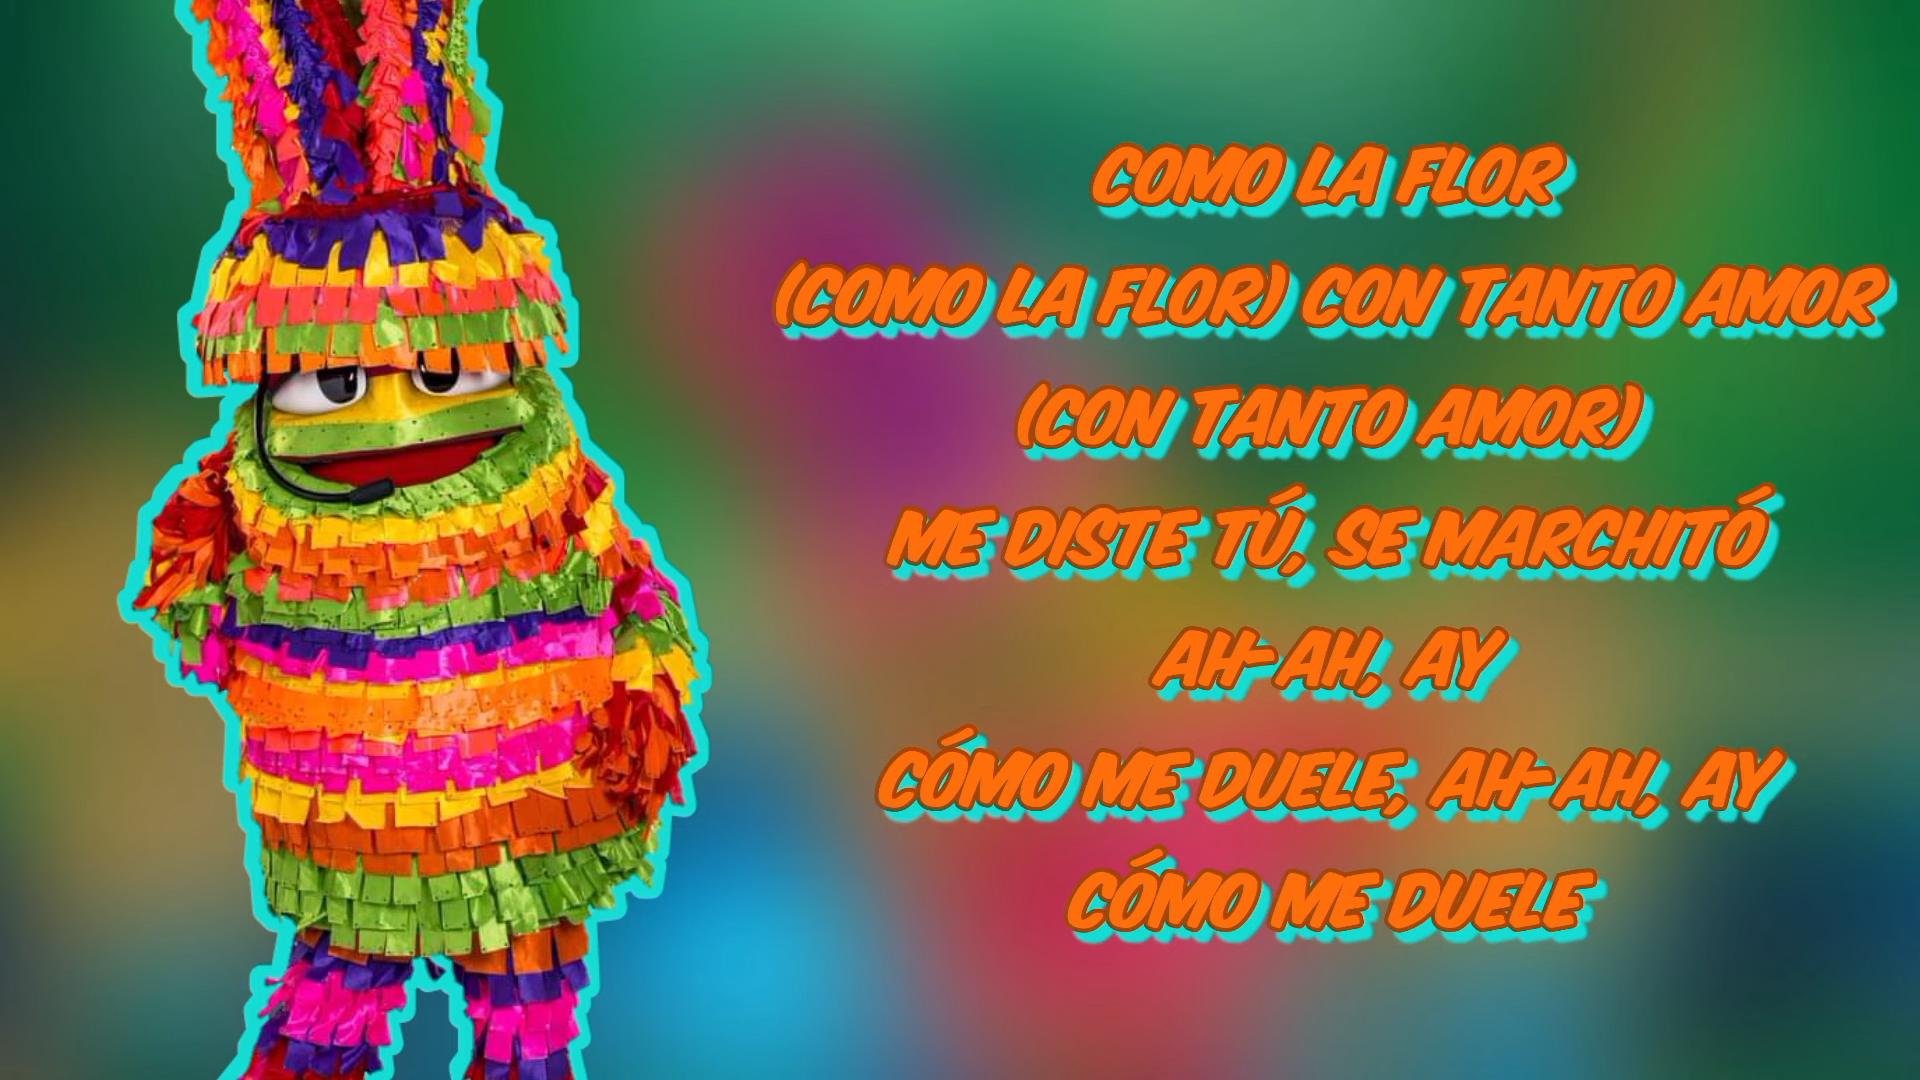 COMO LA FLOR
(COMO LA FLOR) CON TANTO AMOR
(CON TANTO AMOR)
ME DISTE TÚ, SE MARCHITÓ
AH-AH, AY
CÓMO ME DUELE, AH-AH, AY
CÓMO ME DUELE